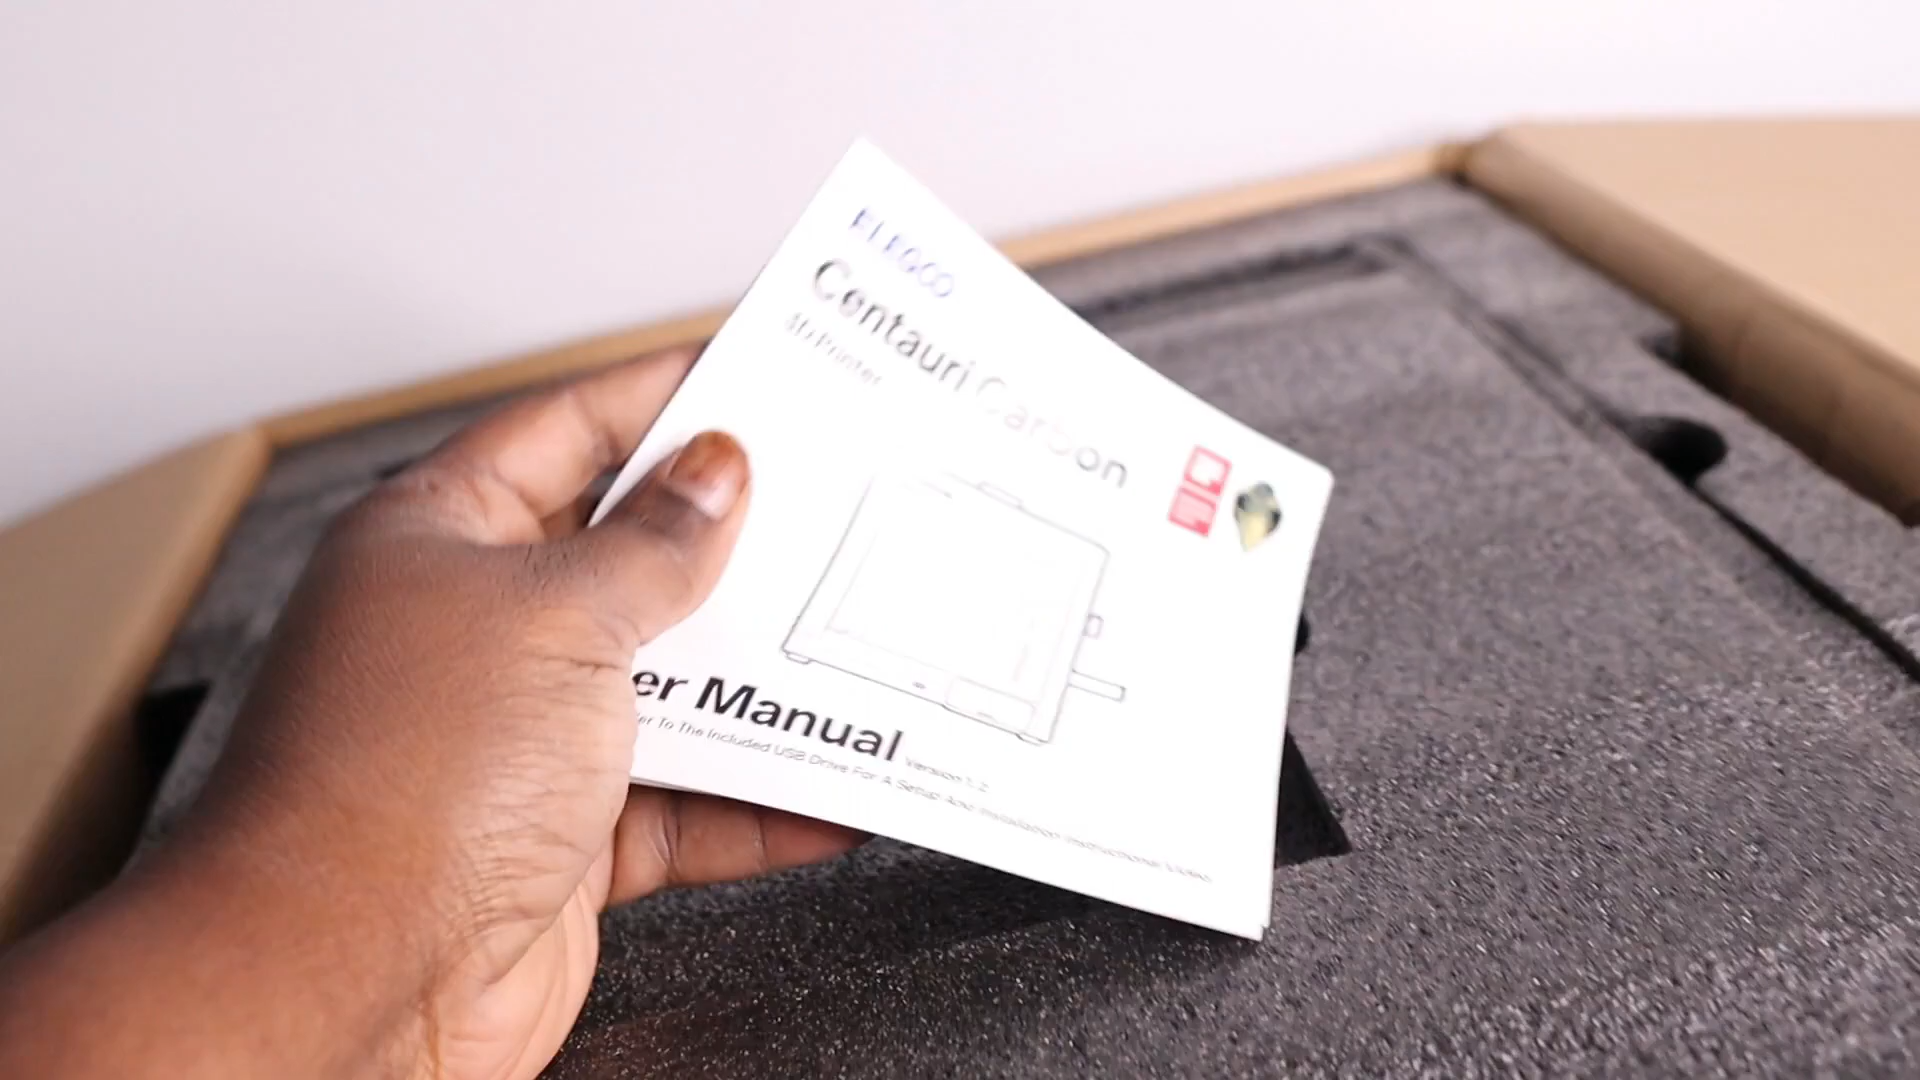 ELEGOO
Centauri Carbon
3D Printer
er Manual Version 1.2
er To The Included USB Drive For A Setup And Installation Instructional Video